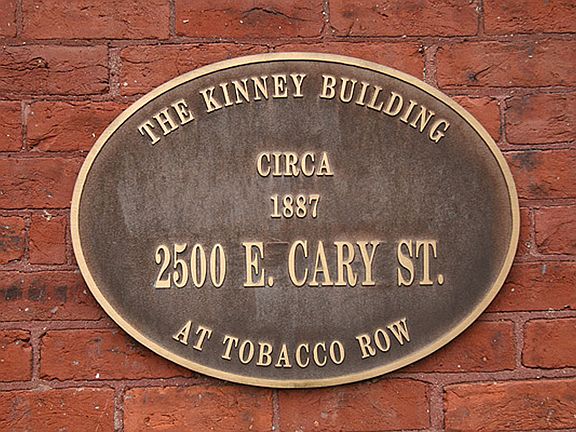 THE KINNEY BUILDING
CIRCA
1887
2500 E. CARY ST.
AT TOBACCO ROW